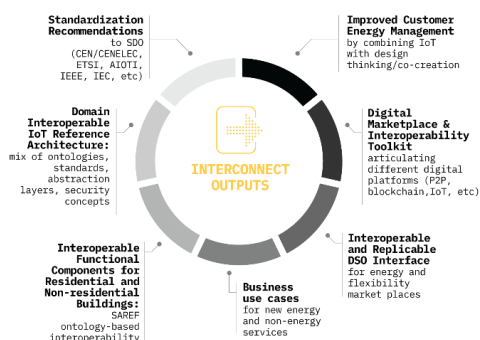 Standardization
Recommendations
to SDO
(CEN/CENELEC,
ETSI, AIOTI,
IEEE, IEC, etc)
Improved Customer
Energy Management
by combining IoT
with design
thinking/co-creation
Domain
Interoperable
IoT Reference
Architecture:
mix of ontologies,
standards,
abstraction
layers, security
concepts
INTERCONNECT
OUTPUTS
Digital
Marketplace &
Interoperability
Toolkit
articulating
different digital
platforms (P2P,
blockchain,IoT, etc)
Interoperable
Functional
Components for
Residential and
Non-residential
Buildings:
SAREF
ontology-based
interoperability
Business
use cases
for new energy
and non-energy
services
Interoperable
and Replicable
DSO Interface
for energy and
flexibility
market places